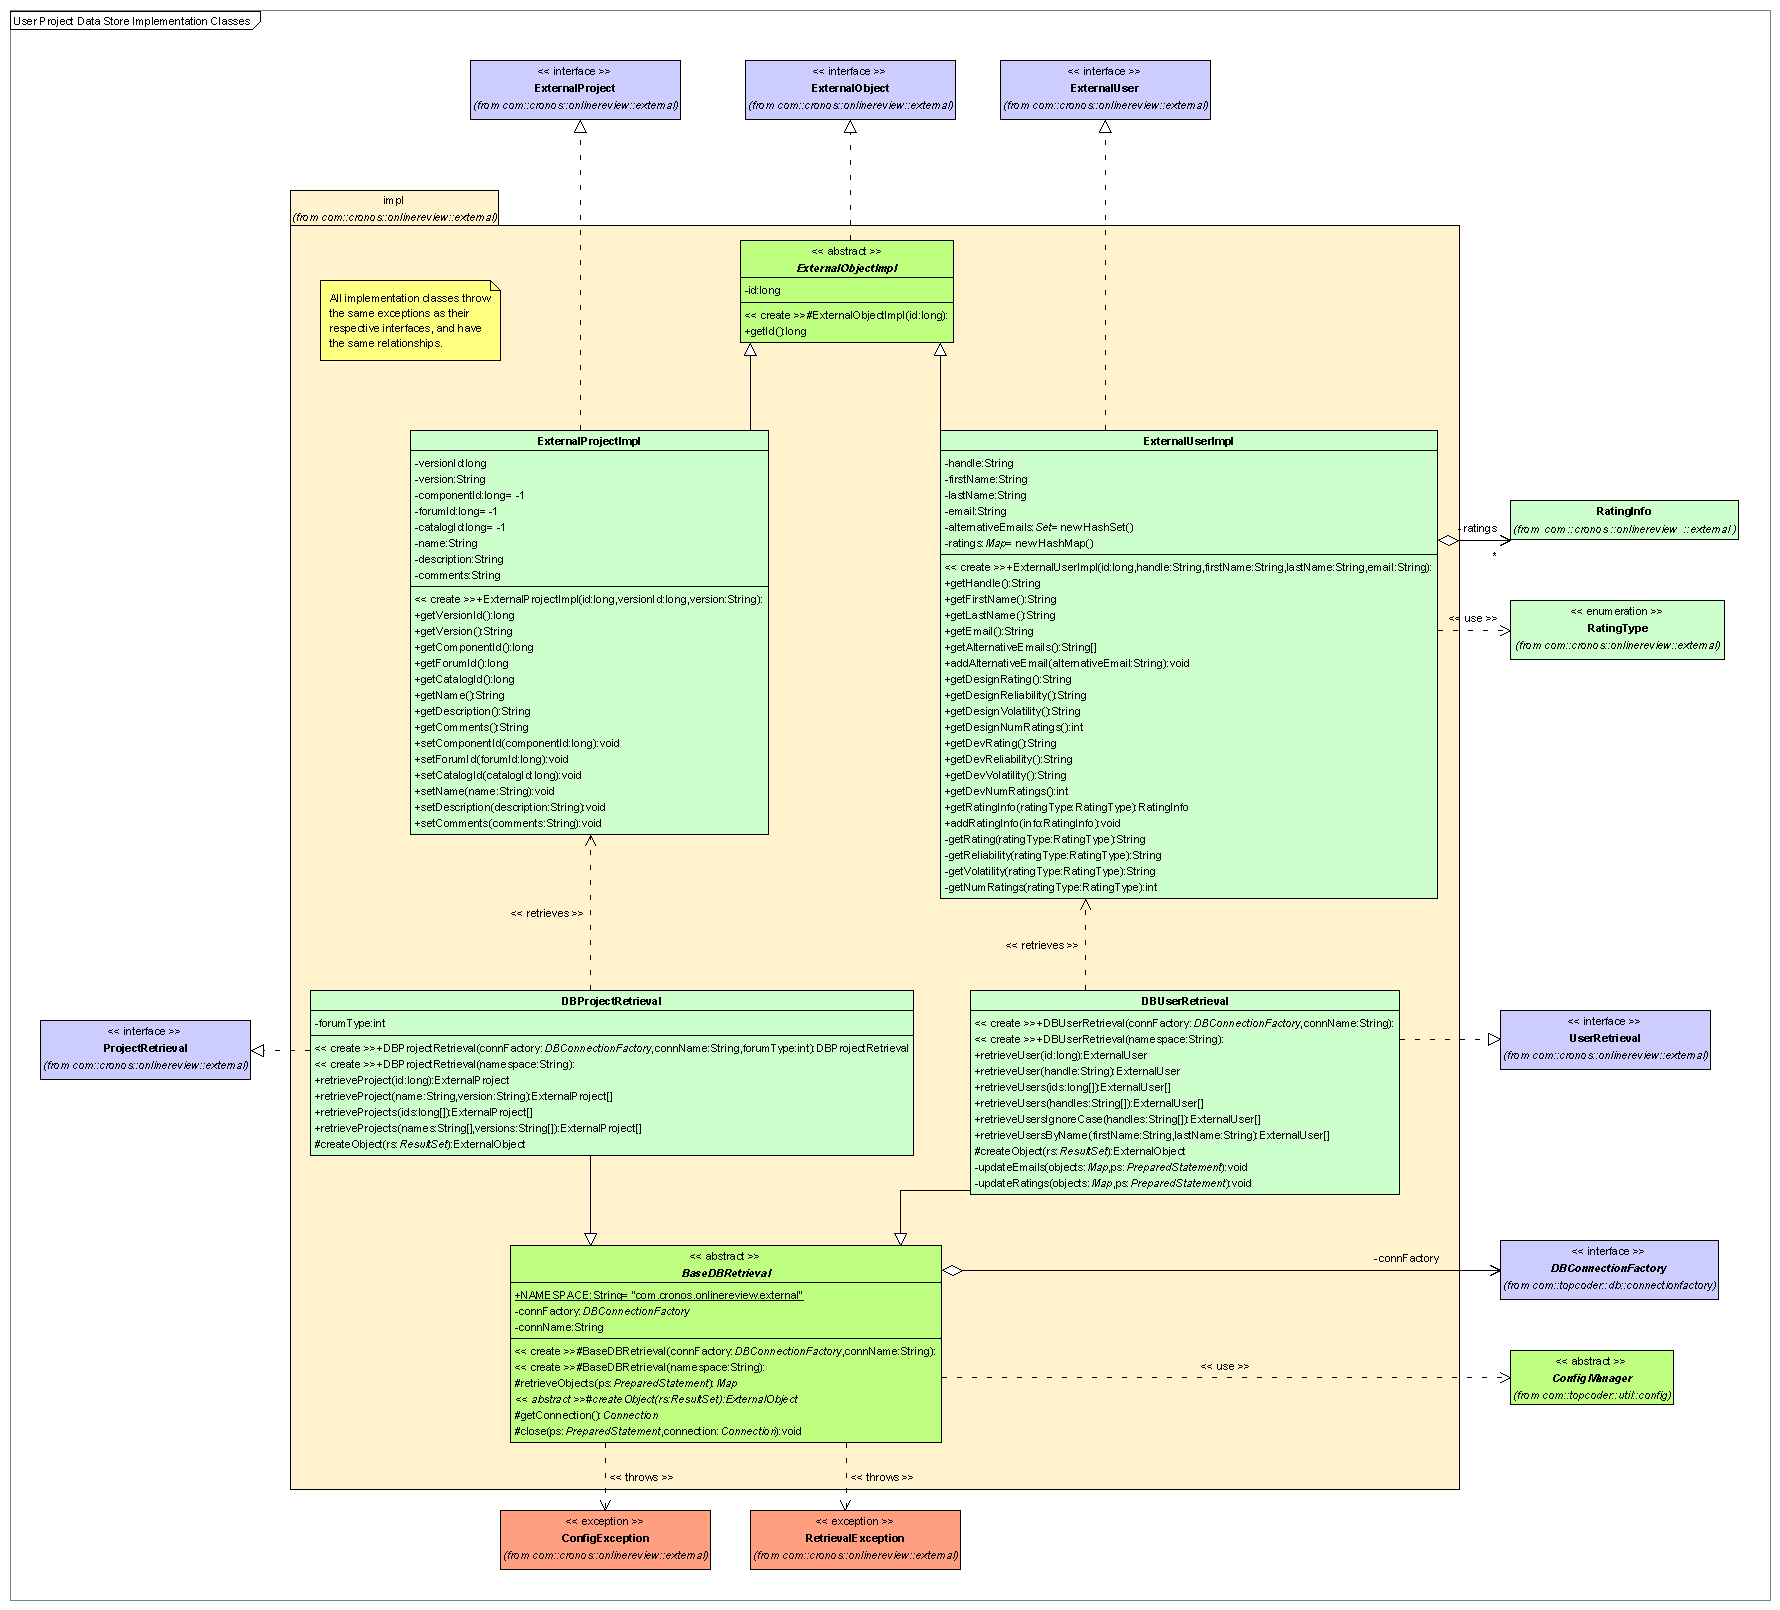 User Project Data Store Implementation Classes
<< interface >>
ExternalProject
(from com::cronos::onlinereview::external)
<< interface >>
ExternalObject
(from com::cronos::onlinereview::external)
<< interface >>
ExternalUser
(from com::cronos::onlinereview::external)
impl
(from com::cronos::onlinereview::external)
All implementation classes throw
the same exceptions as their
respective interfaces, and have
the same relationships.
<< abstract >>
ExternalObjectImpl
-id:long
<< create >>#ExternalObjectImpl(id:long):
+getId():long
ExternalProjectImpl
-versionId:long
-version:String
-componentId:long= -1
-forumId:long= -1
-catalogId:long= -1
-name:String
-description:String
-comments:String
<< create >>+ExternalProjectImpl(id:long,versionId:long,version:String):
+getVersionId():long
+getVersion():String
+getComponentId():long
+getForumId():long
+getCatalogId():long
+getName():String
+getDescription():String
+getComments():String
+setComponentId(componentId:long):void
+setForumId(forumId:long):void
+setCatalogId(catalogId:long):void
+setName(name:String):void
+setDescription(description:String):void
+setComments(comments:String):void
ExternalUserImpl
-handle:String
-firstName:String
-lastName:String
-email:String
-alternativeEmails:Set= new HashSet()
-ratings:Map= new HashMap()
<< create >>+ExternalUserImpl(id:long,handle:String,firstName:String,lastName:String,email:String):
+getHandle():String
+getFirstName():String
+getLastName():String
+getEmail():String
+getAlternativeEmails():String[]
+addAlternativeEmail(alternativeEmail:String):void
+getDesignRating():String
+getDesignReliability():String
+getDesignVolatility():String
+getDesignNumRatings():int
+getDevRating():String
+getDevReliability():String
+getDevVolatility():String
+getDevNumRatings():int
+getRatingInfo(ratingType:RatingType):RatingInfo
+addRatingInfo(info:RatingInfo):void
-getRating(ratingType:RatingType):String
-getReliability(ratingType:RatingType):String
-getVolatility(ratingType:RatingType):String
-getNumRatings(ratingType:RatingType):int
-ratings
*
RatingInfo
(from com::cronos::onlinereview::external)
<< use >>
<< enumeration >>
RatingType
(from com::cronos::onlinereview::external)
<< retrieves >>
<< retrieves >>
<< interface >>
ProjectRetrieval
(from com::cronos::onlinereview::external)
DBProjectRetrieval
-forumType:int
<< create >>+DBProjectRetrieval(connFactory:DBConnectionFactory,connName:String,forumType:int):DBProjectRetrieval
<< create >>+DBProjectRetrieval(namespace:String):
+retrieveProject(id:long):ExternalProject
+retrieveProject(name:String,version:String):ExternalProject[]
+retrieveProjects(ids:long[]):ExternalProject[]
+retrieveProjects(names:String[],versions:String[]):ExternalProject[]
#createObject(rs:ResultSet):ExternalObject
DBUserRetrieval
<< create >>+DBUserRetrieval(connFactory:DBConnectionFactory,connName:String):
<< create >>+DBUserRetrieval(namespace:String):
+retrieveUser(id:long):ExternalUser
+retrieveUser(handle:String):ExternalUser
+retrieveUsers(ids:long[]):ExternalUser[]
+retrieveUsers(handles:String[]):ExternalUser[]
+retrieveUsersIgnoreCase(handles:String[]):ExternalUser[]
+retrieveUsersByName(firstName:String,lastName:String):ExternalUser[]
#createObject(rs:ResultSet):ExternalObject
-updateEmails(objects:Map,ps:PreparedStatement):void
-updateRatings(objects:Map,ps:PreparedStatement):void
<< interface >>
UserRetrieval
(from com::cronos::onlinereview::external)
<< abstract >>
BaseDBRetrieval
+NAMESPACE:String= "com.cronos.onlinereview.external"
-connFactory:DBConnectionFactory
-connName:String
<< create >>#BaseDBRetrieval(connFactory:DBConnectionFactory,connName:String):
<< create >>#BaseDBRetrieval(namespace:String):
#retrieveObjects(ps:PreparedStatement):Map
<< abstract >>#createObject(rs:ResultSet):ExternalObject
#getConnection():Connection
#close(ps:PreparedStatement,connection:Connection):void
-connFactory
<< interface >>
DBConnectionFactory
(from com::topcoder::db::connectionfactory)
<< use >>
<< abstract >>
ConfigManager
(from com::topcoder::util::config)
<< throws >>
<< throws >>
<< exception >>
ConfigException
(from com::cronos::onlinereview::external)
<< exception >>
RetrievalException
(from com::cronos::onlinereview::external)